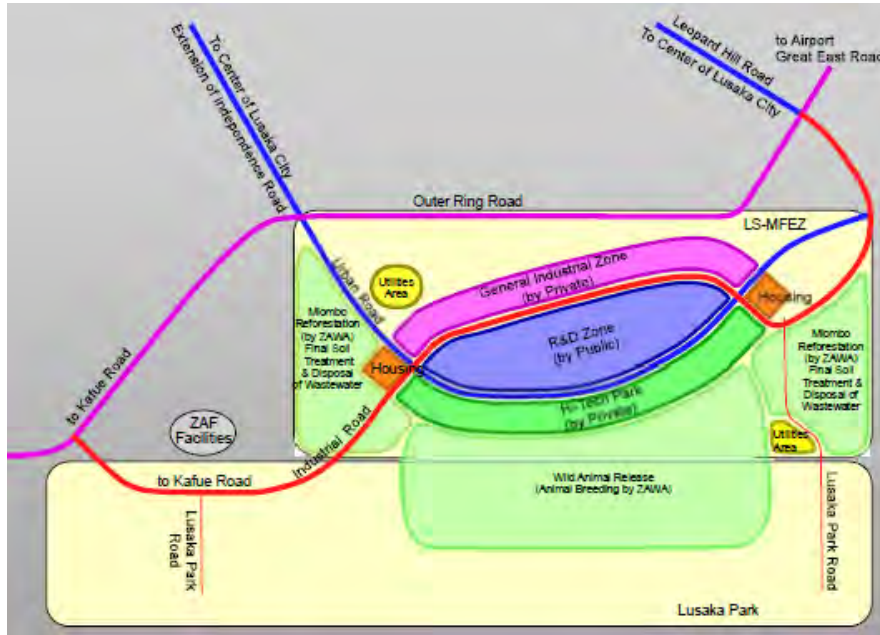 Leopard Hill Road
To Center of Lusaka City
to Airport
Great East Road
To Center of Lusaka City
Extension of Independence Road
Outer Ring Road
LS-MFEZ
Urban Road
Utilities
Area
General Industrial Zone
(by Private)
Housing
Miombo
Reforestation
(by ZAWA)
Final Soil
Treatment
& Disposal
of Wastewater
R&D Zone
(by Public)
Miombo
Reforestation
(by ZAWA)
Final Soil
Treatment &
Disposal of
Wastewater
Housing
to Kafue Road
Hi-Tech Park
(by Private)
ZAF
Facilities
Industrial Road
Utilities
Area
to Kafue Road
Wild Animal Release
(Animal Breeding by ZAWA)
Lusaka Park
Road
Lusaka Park Road
Lusaka Park